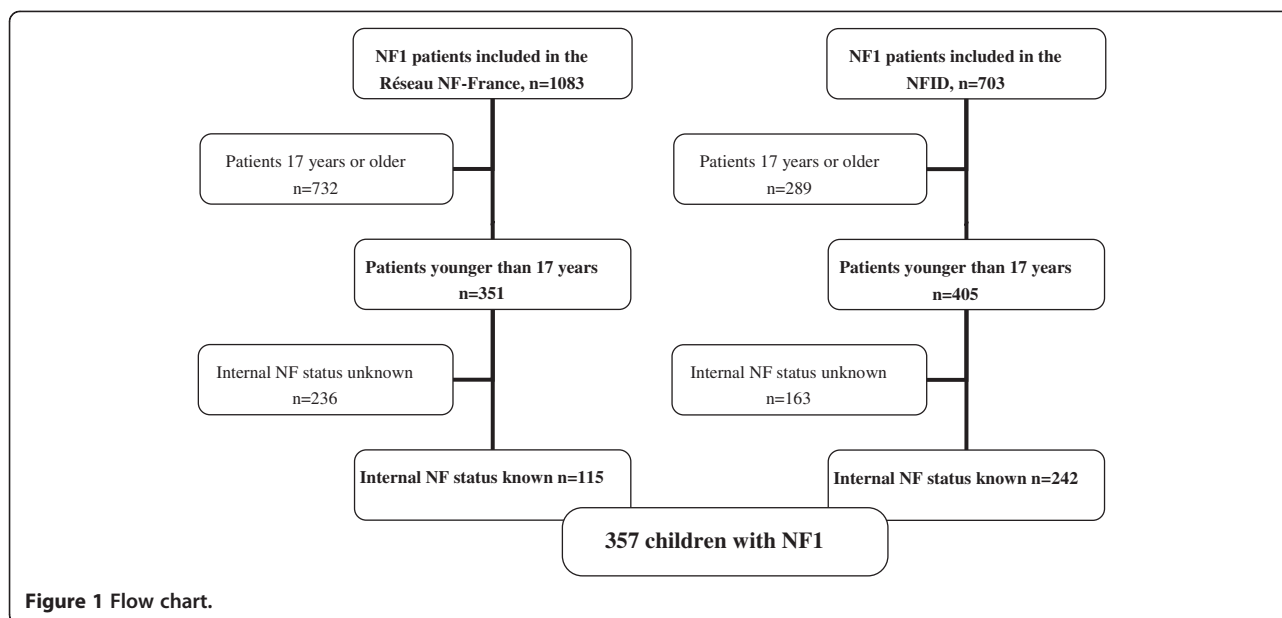 NF1 patients included in the
Réseau NF-France, n=1083
Patients 17 years or older
n=732
Patients younger than 17 years
n=351
Internal NF status unknown
n=236
Internal NF status known n=115
NF1 patients included in the
NFID, n=703
Patients 17 years or older
n=289
Patients younger than 17 years
n=405
Internal NF status unknown
n=163
Internal NF status known n=242
357 children with NF1
Figure 1 Flow chart.